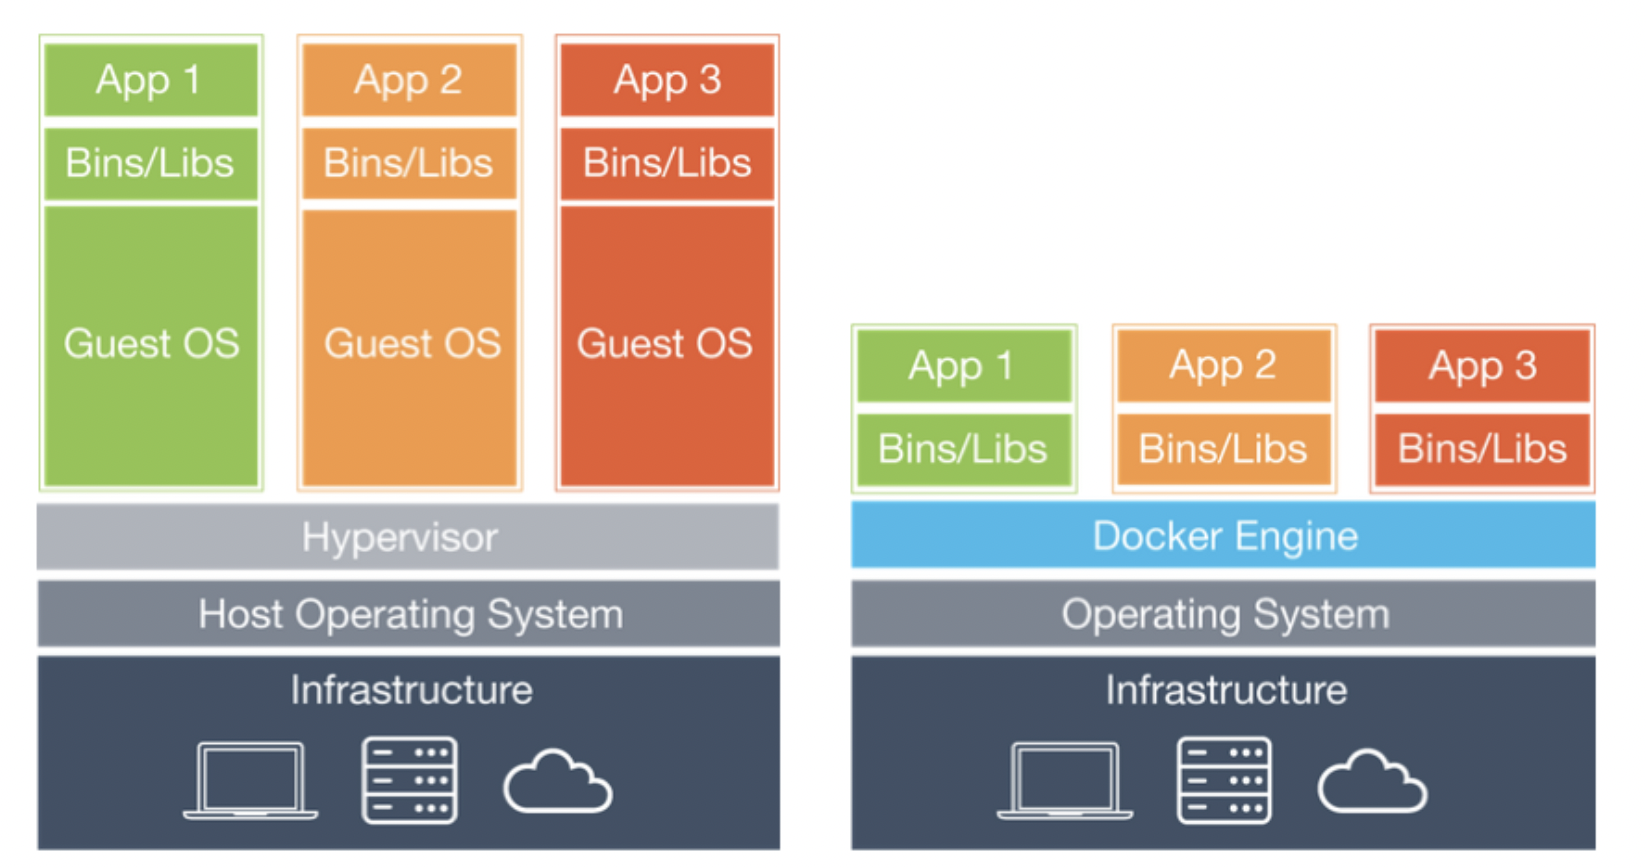 App 1
App 2
App 3
Bins/Libs
Bins/Libs
Bins/Libs
Guest OS
Guest OS
Guest OS
Hypervisor
Host Operating System
Infrastructure
App 1
App 2
App 3
Bins/Libs
Bins/Libs
Bins/Libs
Docker Engine
Operating System
Infrastructure